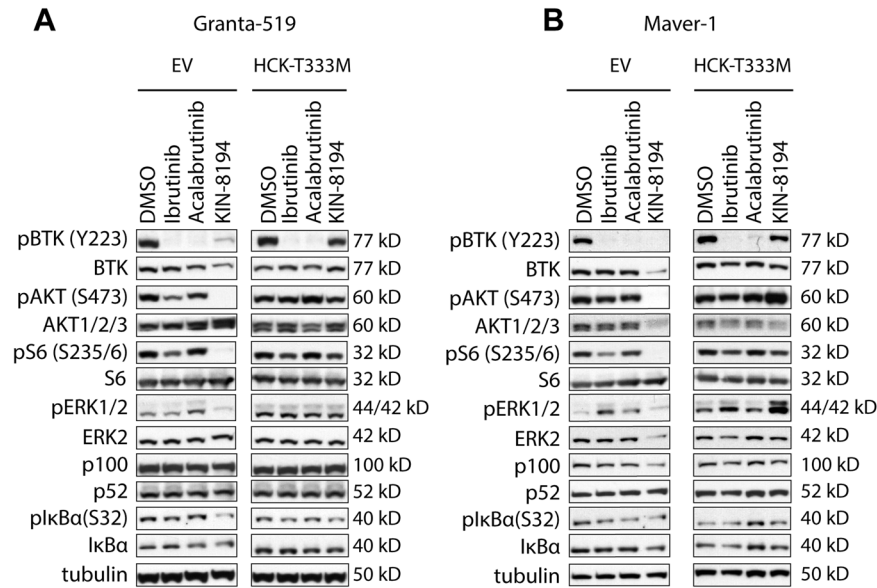 A
Granta-519
EV HCK-T333M
DMSO Ibrutinib Acalabrutinib KIN-8194 DMSO Ibrutinib Acalabrutinib KIN-8194
pBTK (Y223) 77 kD
BTK 77 kD
pAKT (S473) 60 kD
AKT1/2/3 60 kD
pS6 (S235/6) 32 kD
S6 32 kD
pERK1/2 44/42 kD
ERK2 42 kD
p100 100 kD
p52 52 kD
pIκBα(S32) 40 kD
IκBα 40 kD
tubulin 50 kD
B
Maver-1
EV HCK-T333M
DMSO Ibrutinib Acalabrutinib KIN-8194 DMSO Ibrutinib Acalabrutinib KIN-8194
pBTK (Y223) 77 kD
BTK 77 kD
pAKT (S473) 60 kD
AKT1/2/3 60 kD
pS6 (S235/6) 32 kD
S6 32 kD
pERK1/2 44/42 kD
ERK2 42 kD
p100 100 kD
p52 52 kD
pIκBα(S32) 40 kD
IκBα 40 kD
tubulin 50 kD